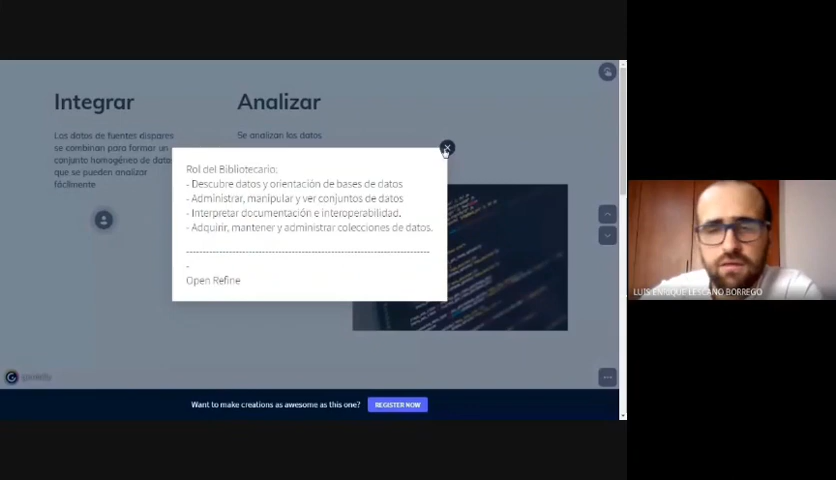 Integrar
Los datos de fuentes dispares
se combinan para formar un
conjunto homogéneo de datos
que se pueden analizar
fácilmente
Analizar
Se analizan los datos
Rol del Bibliotecario:
- Descubre datos y orientación de bases de datos
- Administrar, manipular y ver conjuntos de datos
- Interpretar documentación e interoperabilidad.
- Adquirir, mantener y administrar colecciones de datos.
--------------------------------------------------------------------------
-
Open Refine
genially
Want to make creations as awesome as this one?
REGISTER NOW
LUIS ENRIQUE LESCANO BORREGO